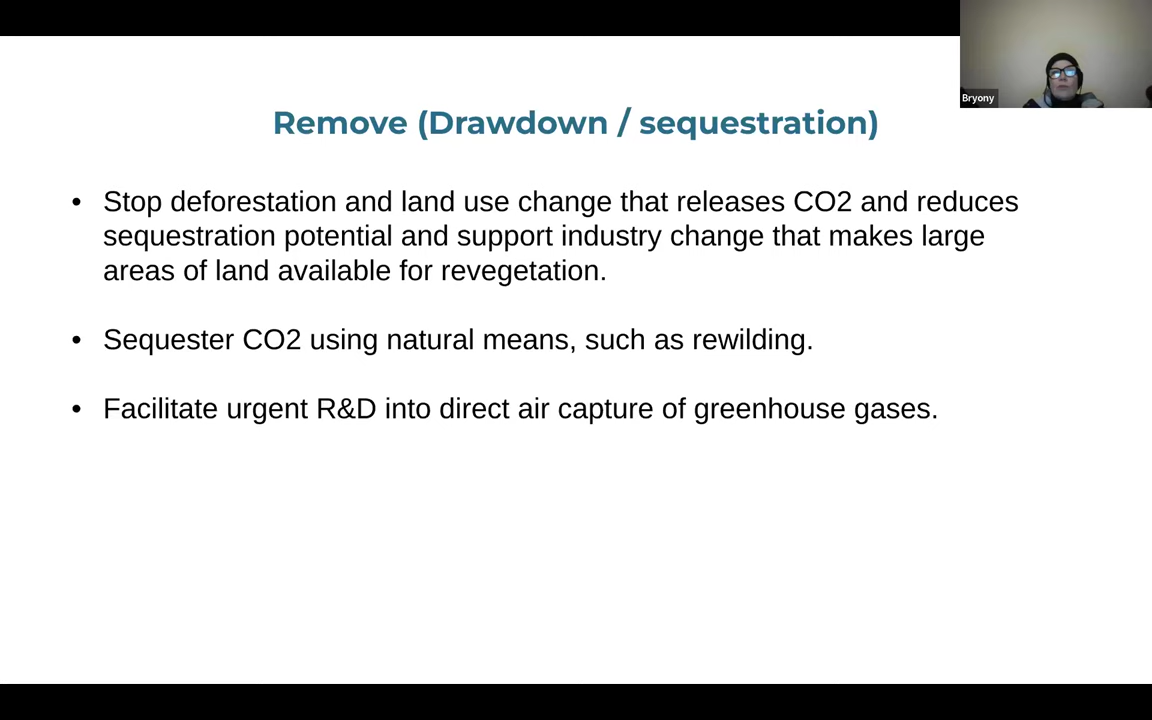 Bryony
Remove (Drawdown / sequestration)
• Stop deforestation and land use change that releases CO2 and reduces
sequestration potential and support industry change that makes large
areas of land available for revegetation.
• Sequester CO2 using natural means, such as rewilding.
• Facilitate urgent R&D into direct air capture of greenhouse gases.